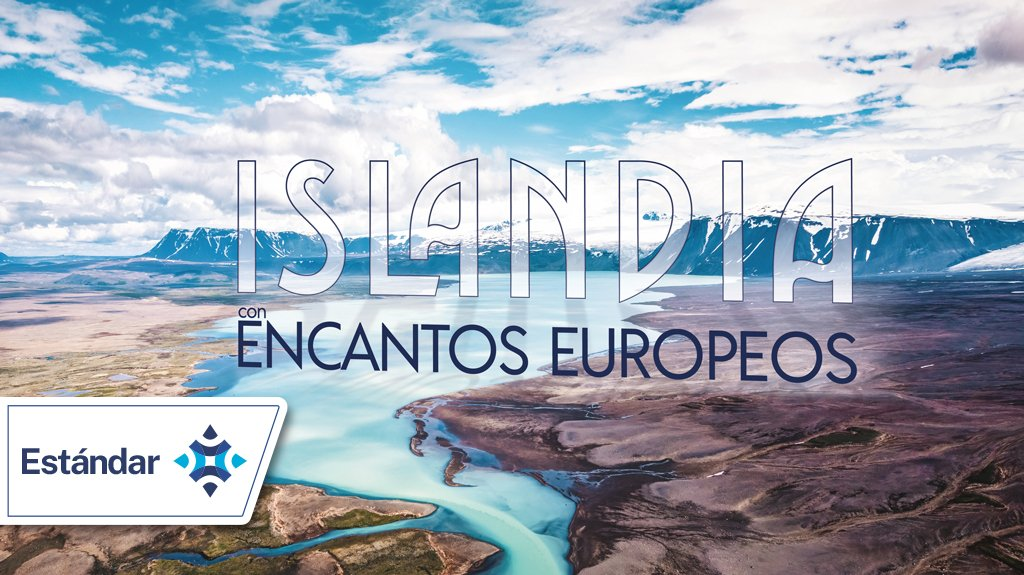 ISLANDIA
con
ENCANTOS EUROPEOS
Estándar